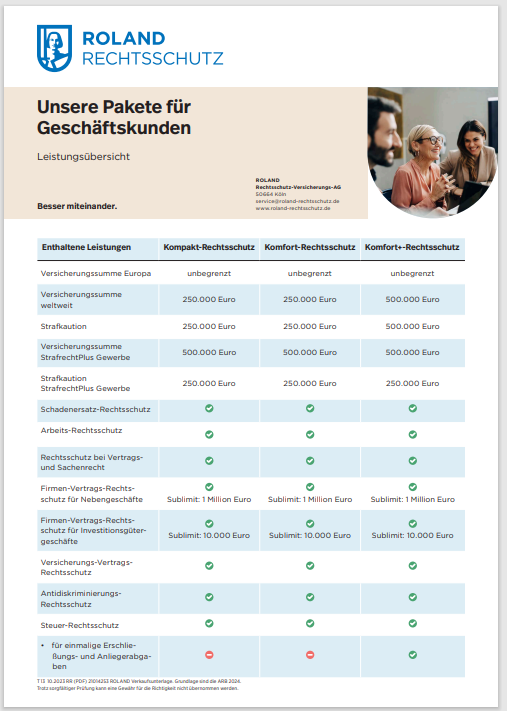 ROLAND
RECHTSSCHUTZ
Unsere Pakete für
Geschäftskunden
Leistungsübersicht
ROLAND
Rechtsschutz-Versicherungs-AG
50664 Köln
service@roland-rechtsschutz.de
www.roland-rechtsschutz.de
Besser miteinander.
Enthaltene Leistungen Kompakt-Rechtsschutz Komfort-Rechtsschutz Komfort+-Rechtsschutz
Versicherungssumme Europa unbegrenzt unbegrenzt unbegrenzt
Versicherungssumme
weltweit 250.000 Euro 250.000 Euro 500.000 Euro
Strafkaution 250.000 Euro 250.000 Euro 500.000 Euro
Versicherungssumme
StrafrechtPlus Gewerbe 500.000 Euro 500.000 Euro 500.000 Euro
Strafkaution
StrafrechtPlus Gewerbe 250.000 Euro 250.000 Euro 250.000 Euro
Schadenersatz-Rechtsschutz
Arbeits-Rechtsschutz
Rechtsschutz bei Vertrags-
und Sachenrecht
Firmen-Vertrags-Rechts-
schutz für Nebengeschäfte Sublimit: 1 Million Euro Sublimit: 1 Million Euro Sublimit: 1 Million Euro
Firmen-Vertrags-Rechts-
schutz für Investitionsgüter- Sublimit: 10.000 Euro Sublimit: 10.000 Euro Sublimit: 10.000 Euro
geschäfte
Versicherungs-Vertrags-
Rechtsschutz
Antidiskriminierungs-
Rechtsschutz
Steuer-Rechtsschutz
• für einmalige Erschlie-
ßungs- und Anliegerabga-
ben
10.2023 RR (PDF) 21014253 ROLAND Verkaufsunterlage. Grundlage sind die ARB 2024.
Trotz sorgfältiger Prüfung kann eine Gewähr für die Richtigkeit nicht übernommen werden.